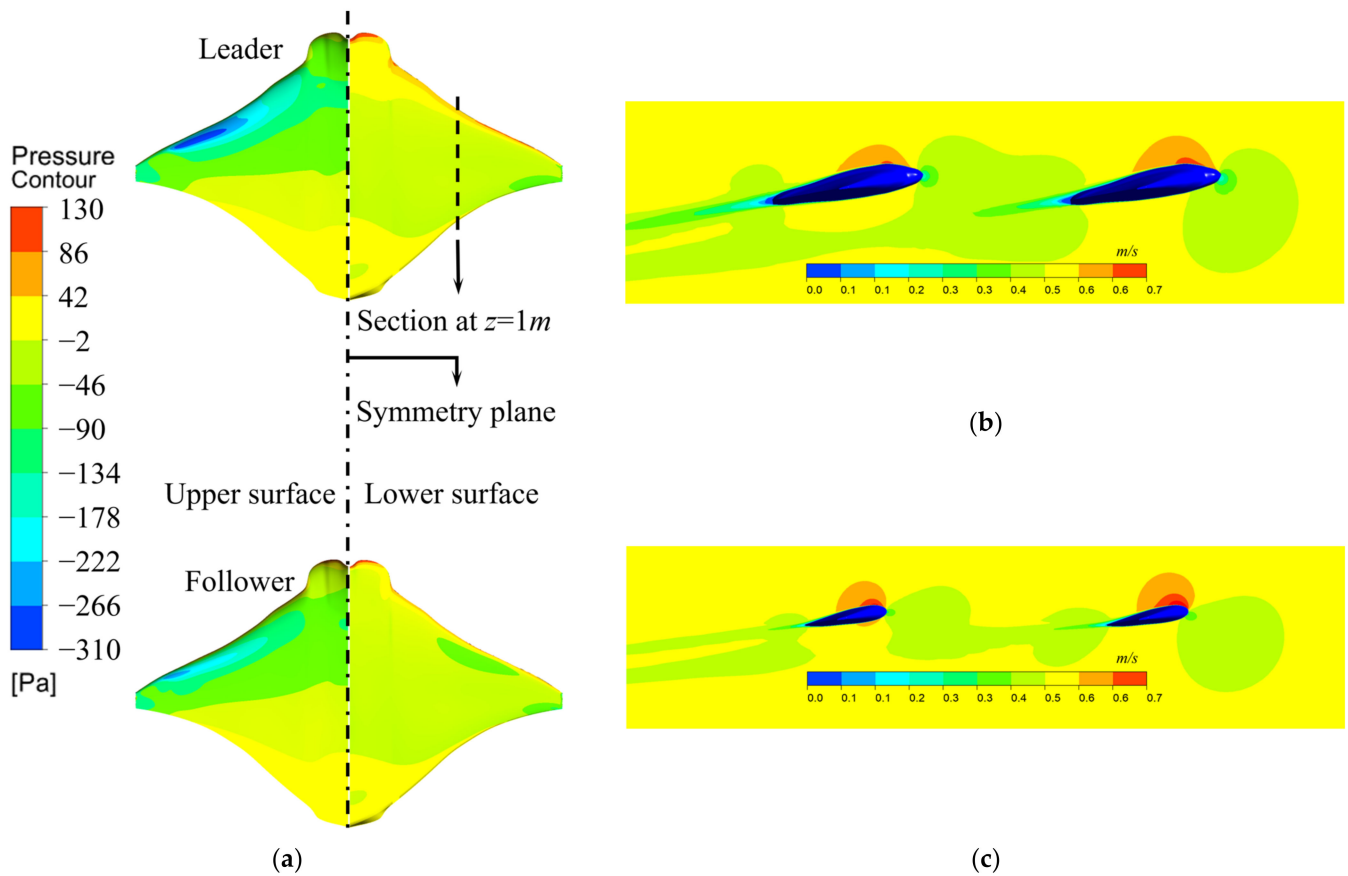 Leader
Pressure
Contour
130
86
42
−2
−46
−90
−134
−178
−222
−266
−310
[Pa]
Section at z=1m
Symmetry plane
Upper surface
Lower surface
Follower
(a)
m/s
0.0 0.1 0.1 0.2 0.3 0.3 0.4 0.5 0.6 0.6 0.7
(b)
m/s
0.0 0.1 0.1 0.2 0.3 0.3 0.4 0.5 0.6 0.6 0.7
(c)